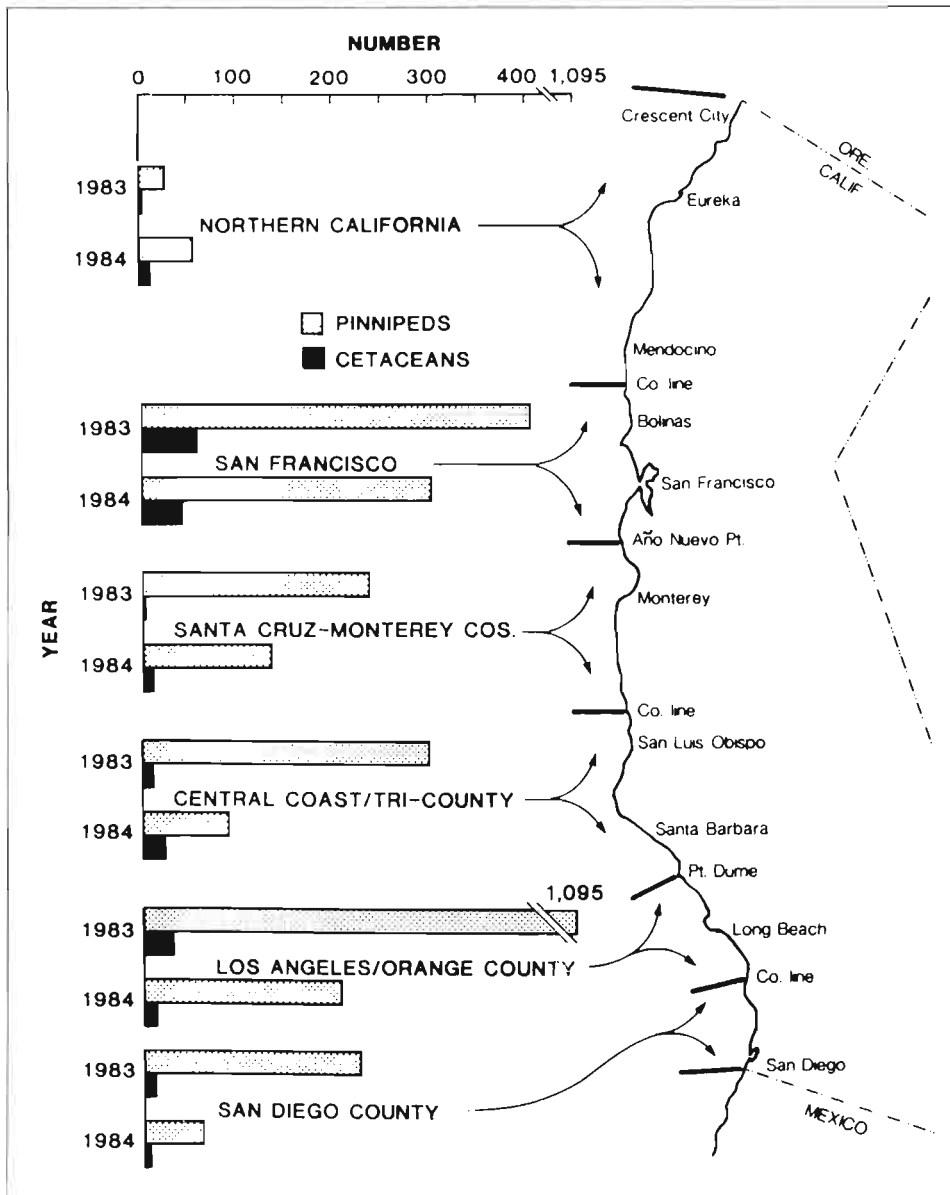 NUMBER
0 100 200 300 400 1,095
Crescent City
ORE
CALIF
1983
Eureka
NORTHERN CALIFORNIA
1984
PINNIPEDS
CETACEANS
Mendocino
Co. line
1983
Bolinas
SAN FRANCISCO
San Francisco
1984
Año Nuevo Pt.
1983
Monterey
YEAR
SANTA CRUZ-MONTEREY COS.
1984
Co. line
San Luis Obispo
1983
CENTRAL COAST/TRI-COUNTY
1984
Santa Barbara
Pt. Dume
1,095
1983
Long Beach
LOS ANGELES/ORANGE COUNTY
Co. line
1984
1983
San Diego
SAN DIEGO COUNTY
MEXICO
1984